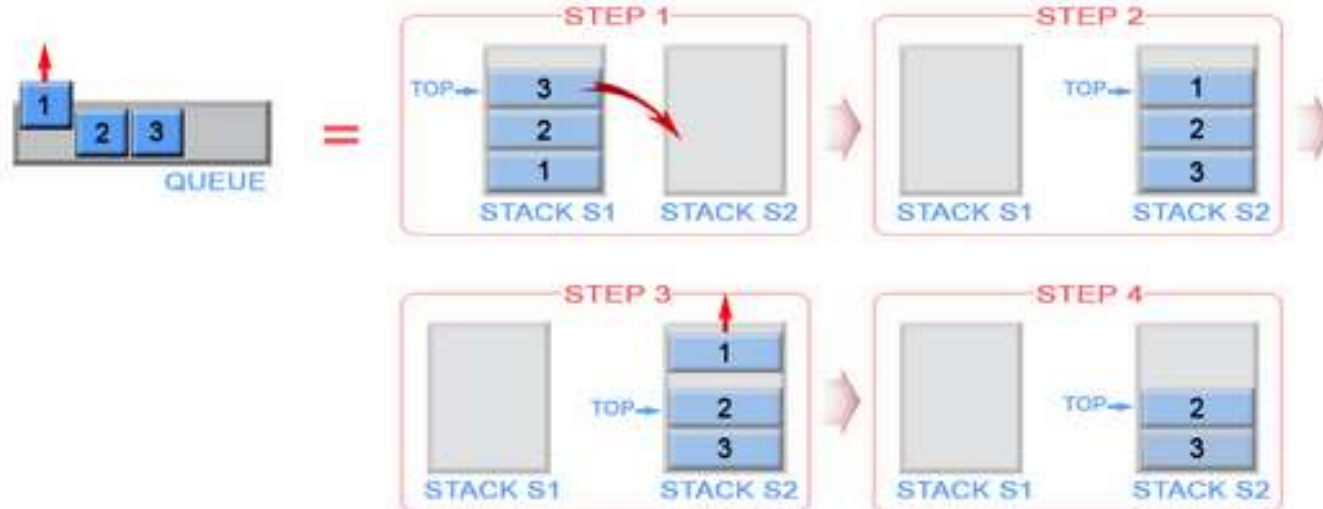 STEP 1
STEP 2
1
2 3
QUEUE
=
TOP
3
2
1
STACK S1 STACK S2
TOP
1
2
3
STACK S1 STACK S2
STEP 3
STEP 4
1
TOP
2
3
STACK S1 STACK S2
TOP
2
3
STACK S1 STACK S2